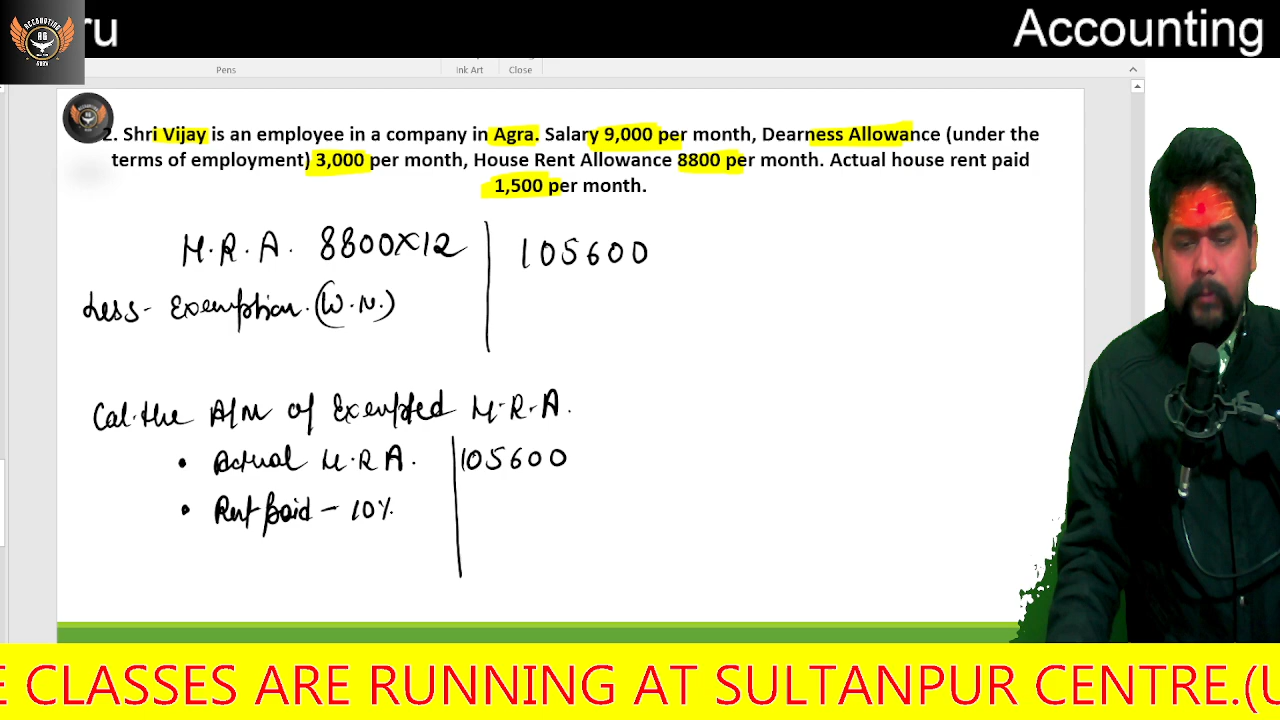 ru
Accounting
Pens
Ink Art
Close
2. Shri Vijay is an employee in a company in Agra. Salary 9,000 per month, Dearness Allowance (under the
terms of employment) 3,000 per month, House Rent Allowance 8800 per month. Actual house rent paid
1,500 per month.
H.R.A. 8800X12 105600
Less- Exemption. (W.N.)
Cal. the A/M of Exempted H.R.A.
• Actual H.R.A. 105600
• Rent paid - 10%
E CLASSES ARE RUNNING AT SULTANPUR CENTRE.(U